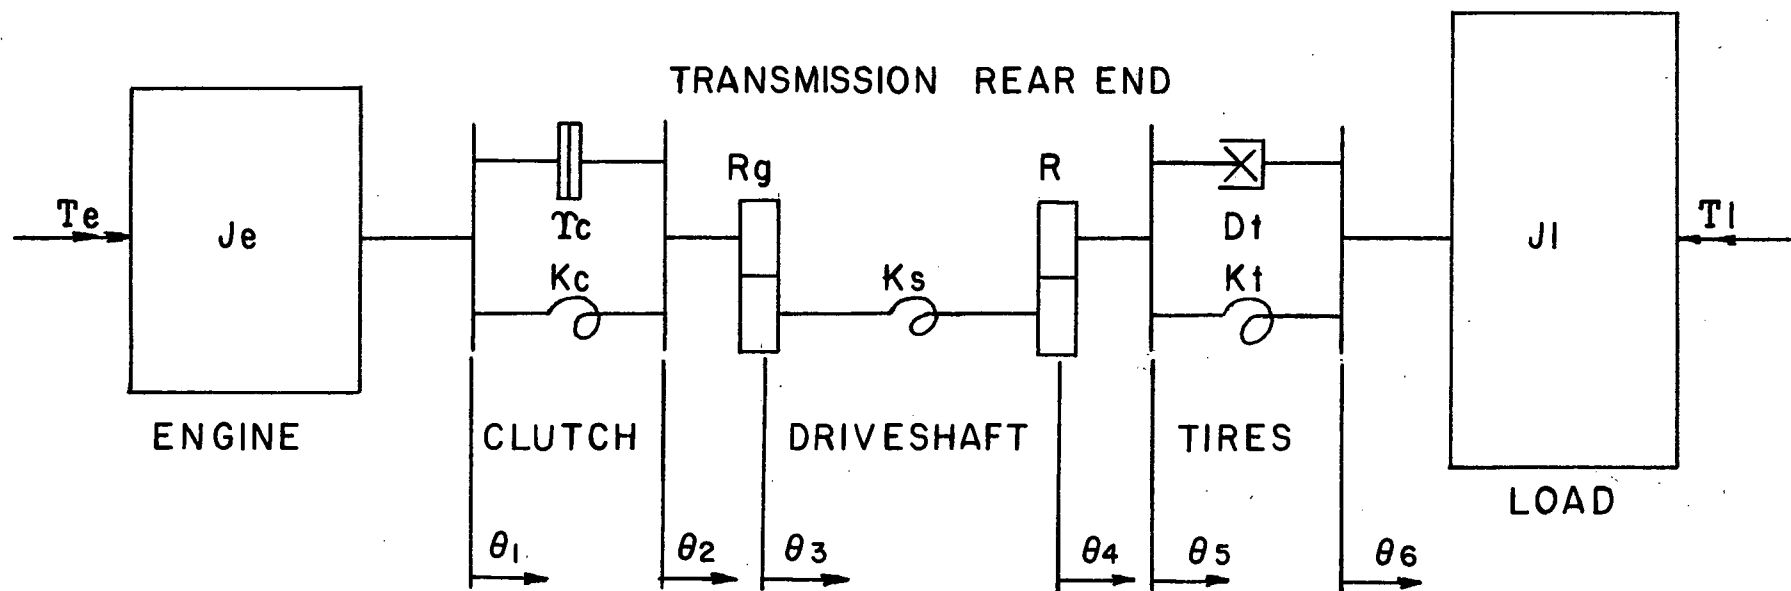 TRANSMISSION REAR END
Rg
R
Te
Je
ϒc
Dt
Jl
Tl
Kc
Ks
Kt
ENGINE
CLUTCH
DRIVESHAFT
TIRES
LOAD
θ1
θ2
θ3
θ4
θ5
θ6